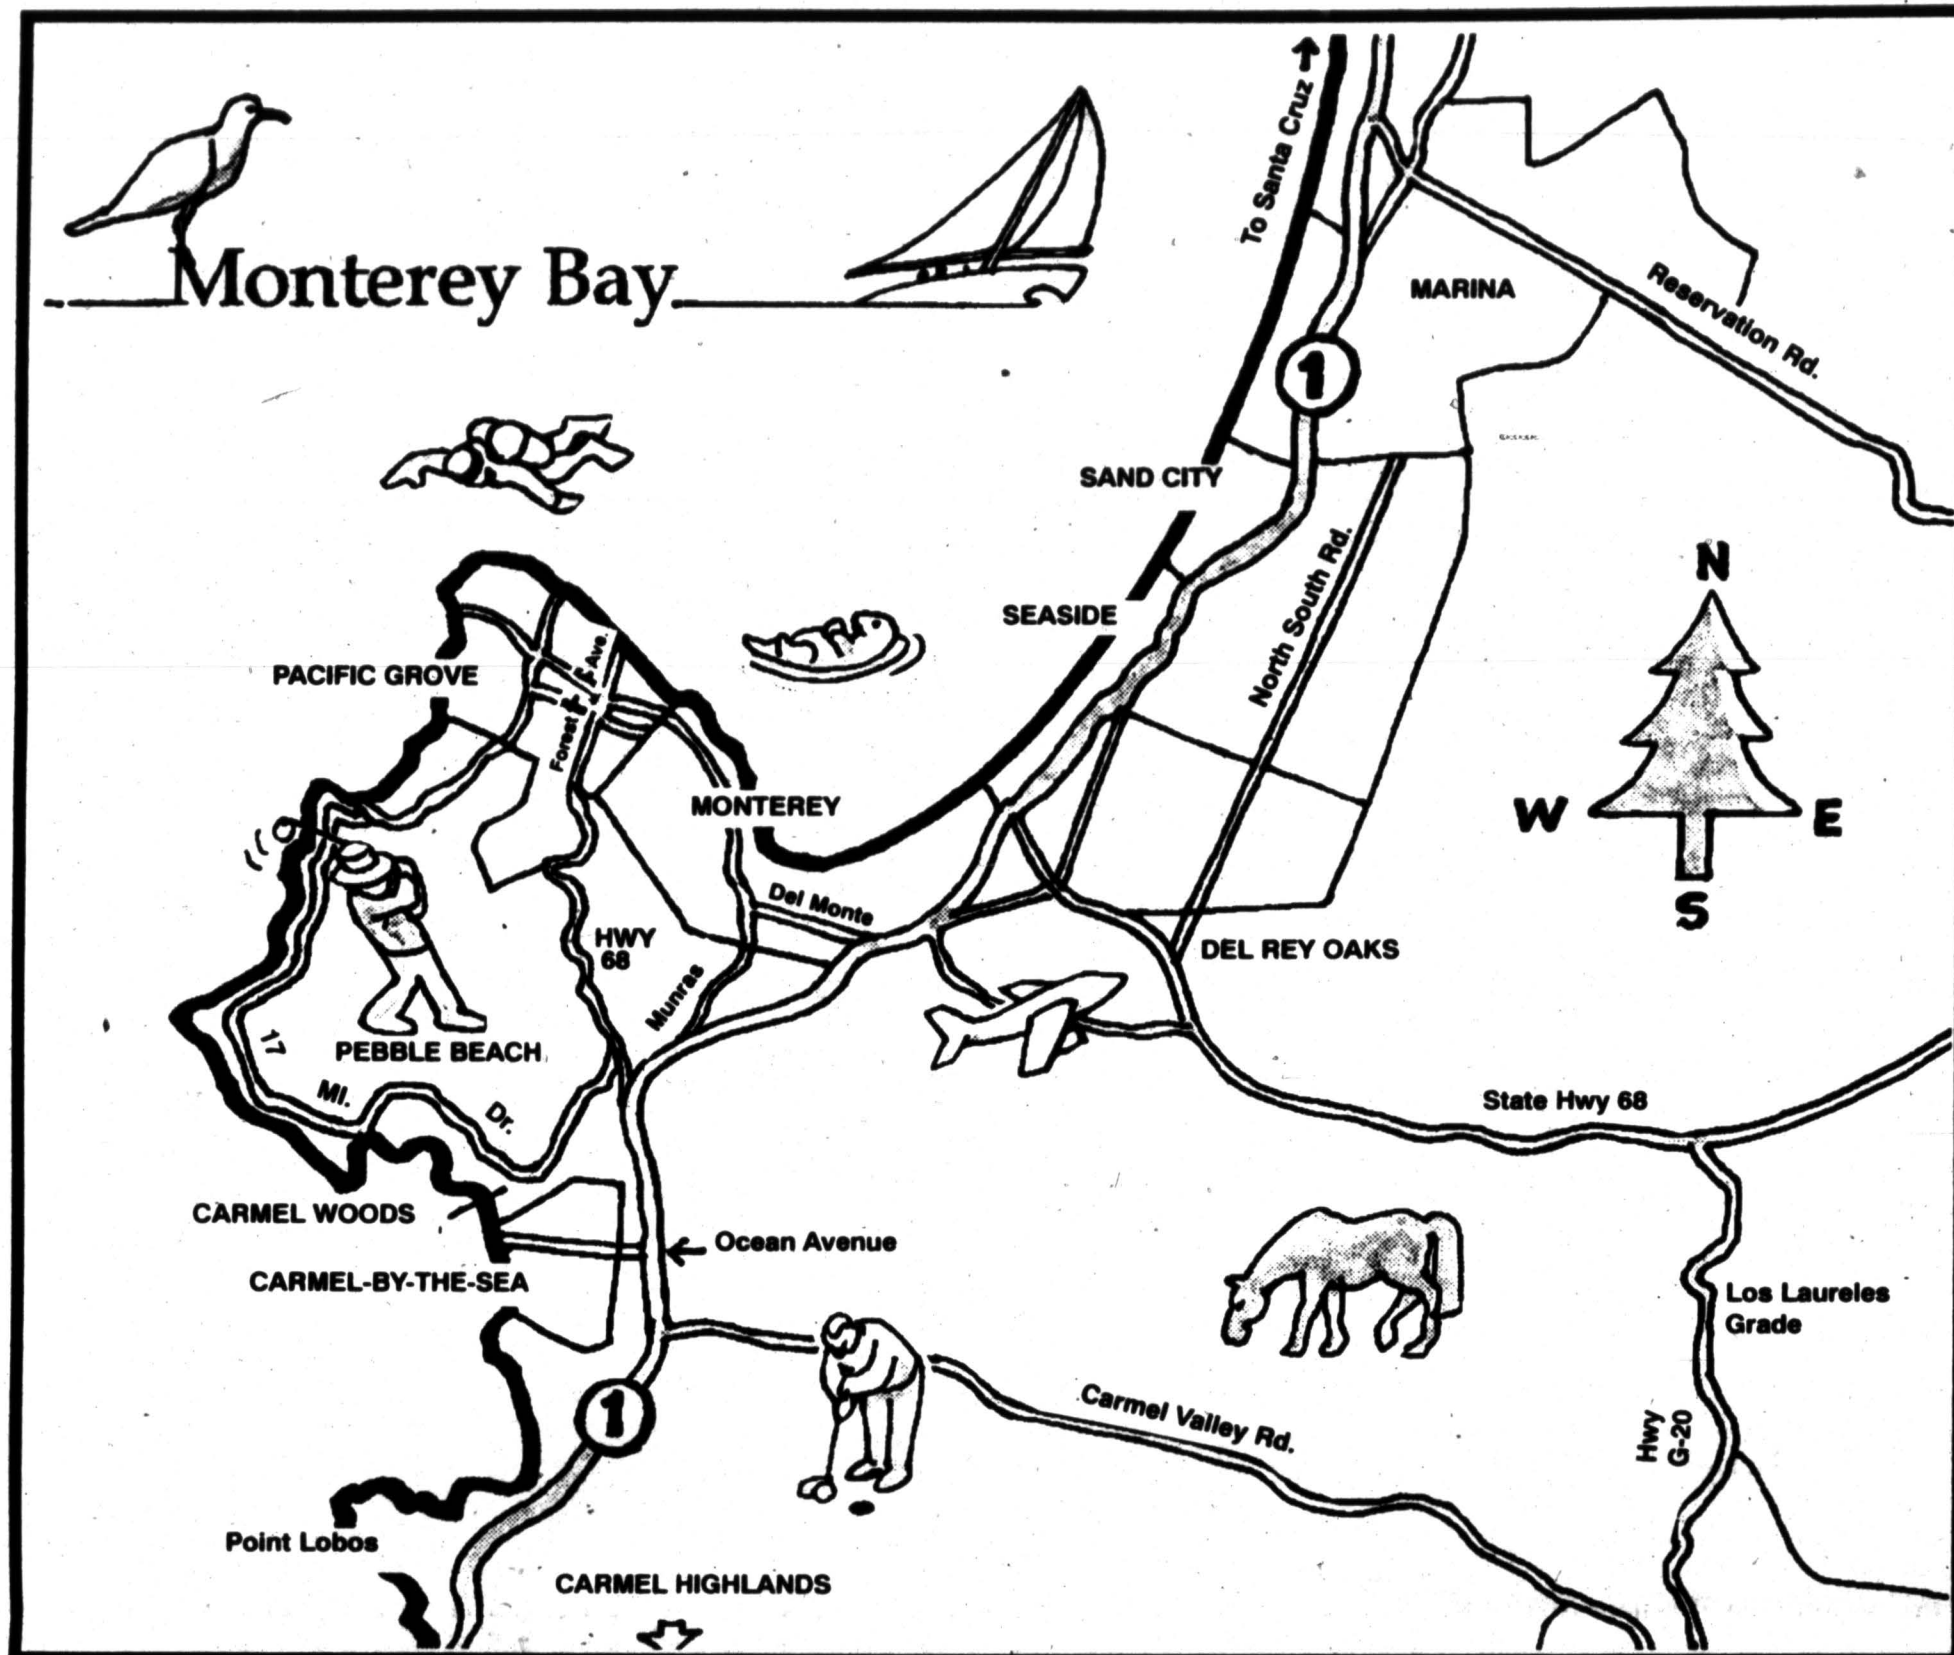 To Santa Cruz
Monterey Bay
MARINA
Reservation Rd.
1
SAND CITY
North South Rd.
N
SEASIDE
PACIFIC GROVE
Forest Ave.
MONTEREY
W
E
S
Del Monte
HWY
68
DEL REY OAKS
Munras
17
PEBBLE BEACH
MI.
Dr.
State Hwy 68
CARMEL WOODS
Ocean Avenue
CARMEL-BY-THE-SEA
Los Laureles
Grade
1
Carmel Valley Rd.
Hwy
G-20
Point Lobos
CARMEL HIGHLANDS